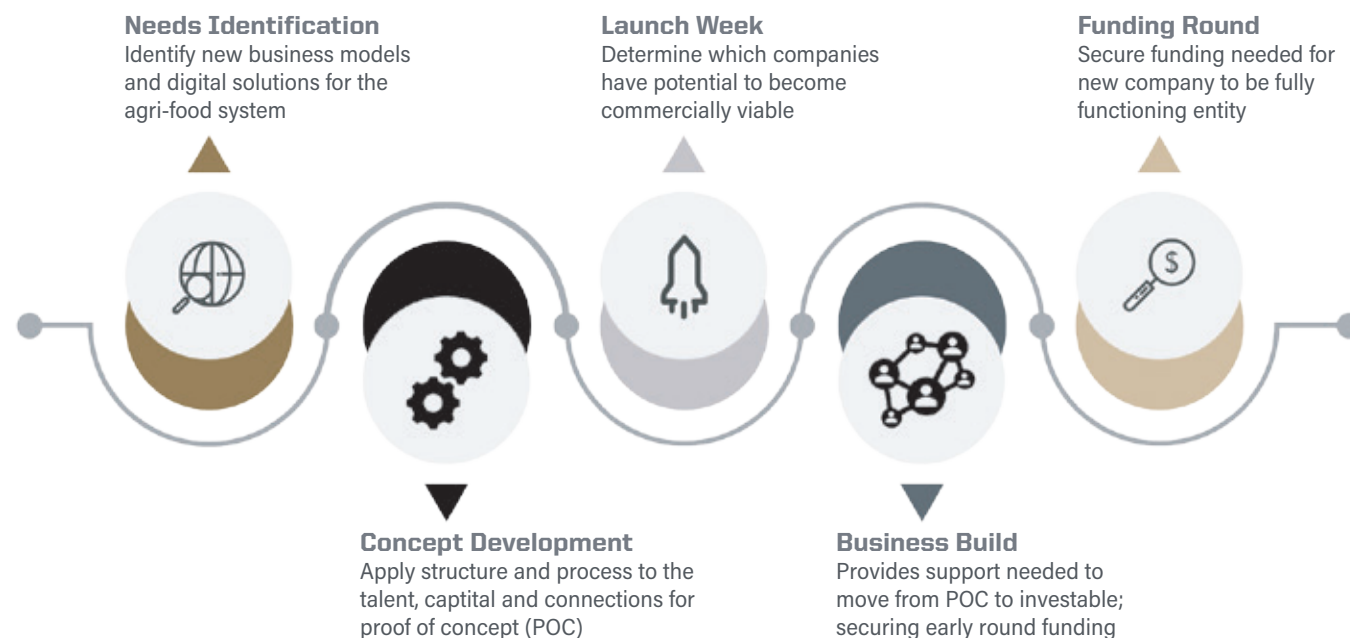 Needs Identification
Identify new business models
and digital solutions for the
agri-food system
Launch Week
Determine which companies
have potential to become
commercially viable
Funding Round
Secure funding needed for
new company to be fully
functioning entity
$
Concept Development
Apply structure and process to the
talent, captital and connections for
proof of concept (POC)
Business Build
Provides support needed to
move from POC to investable;
securing early round funding